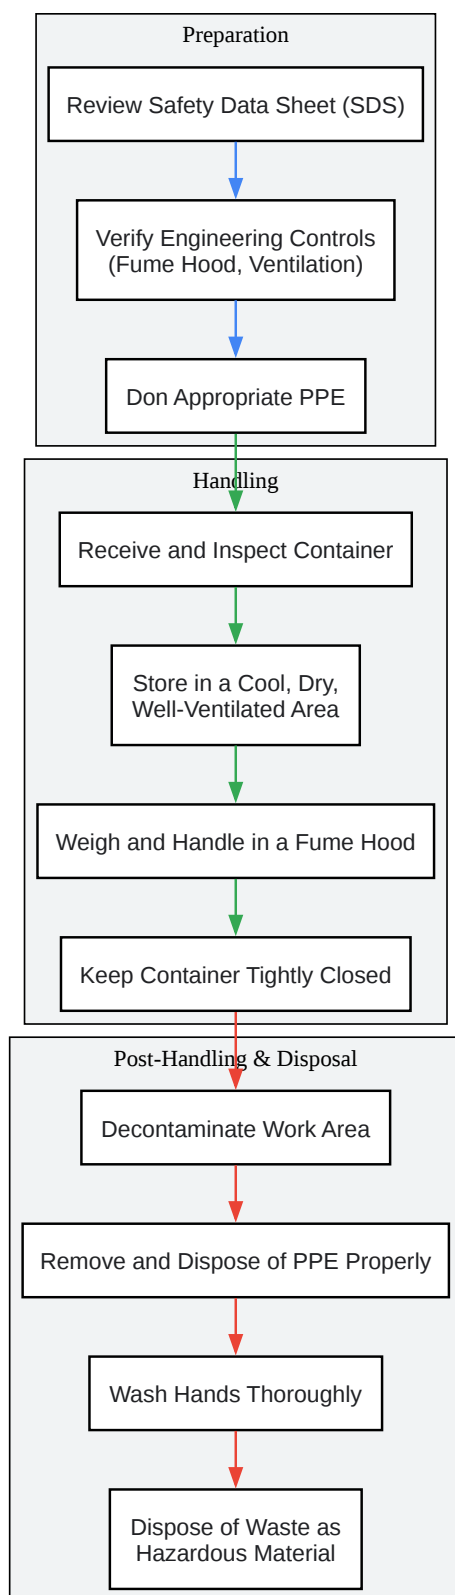 Preparation
Review Safety Data Sheet (SDS)
Verify Engineering Controls
(Fume Hood, Ventilation)
Don Appropriate PPE
Handling
Receive and Inspect Container
Store in a Cool, Dry,
Well-Ventilated Area
Weigh and Handle in a Fume Hood
Keep Container Tightly Closed
Post-Handling & Disposal
Decontaminate Work Area
Remove and Dispose of PPE Properly
Wash Hands Thoroughly
Dispose of Waste as
Hazardous Material